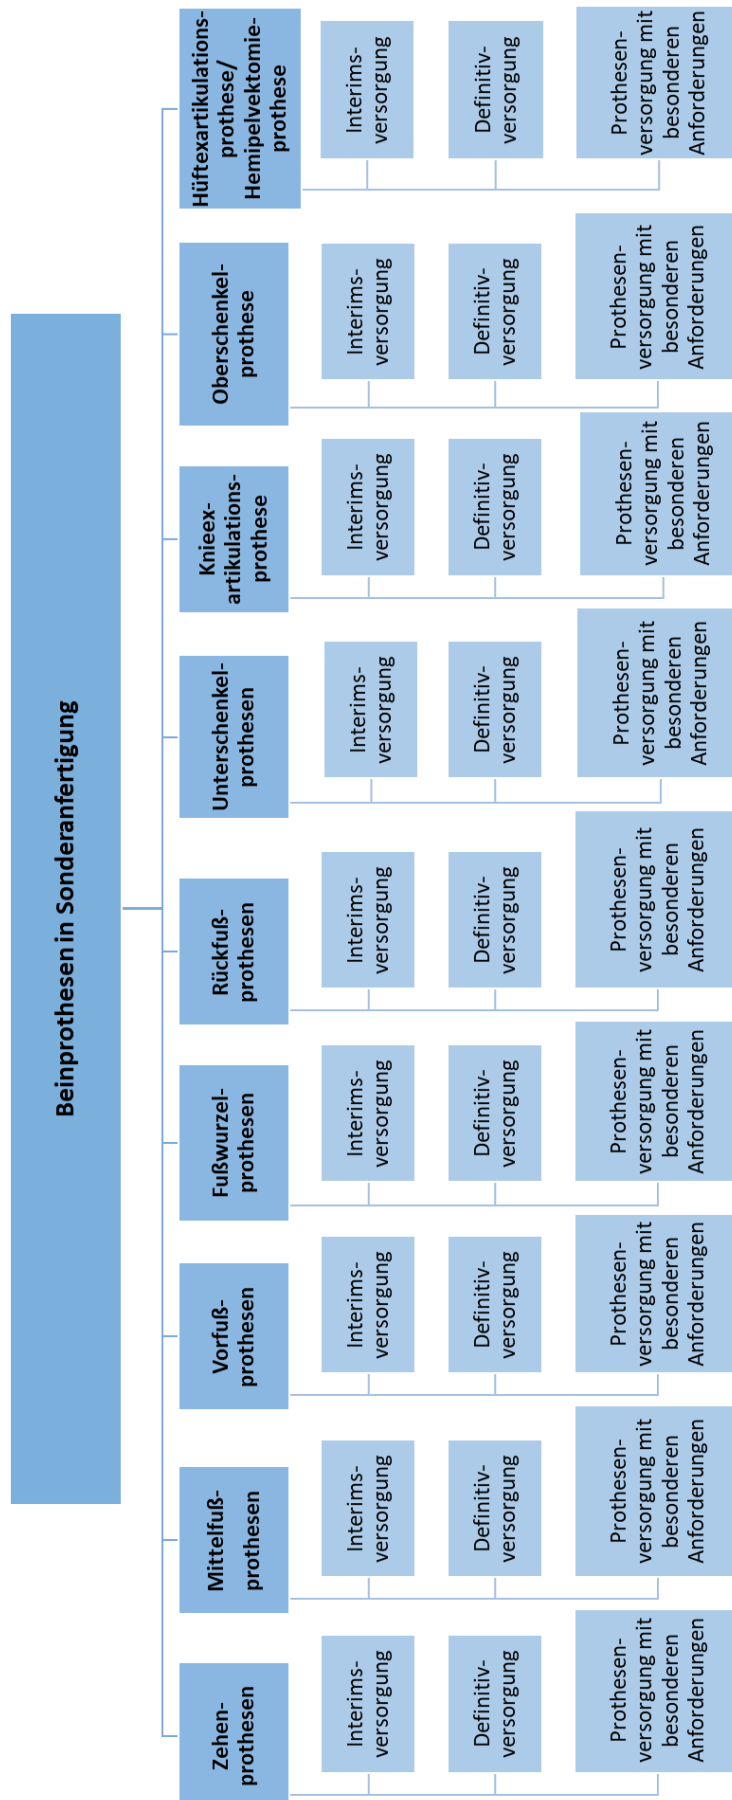 Beinprothesen in Sonderanfertigung
Zehen-
prothesen
Interims-
versorgung
Definitiv-
versorgung
Prothesen-
versorgung mit
besonderen
Anforderungen
Mittelfuß-
prothesen
Interims-
versorgung
Definitiv-
versorgung
Prothesen-
versorgung mit
besonderen
Anforderungen
Vorfuß-
prothesen
Interims-
versorgung
Definitiv-
versorgung
Prothesen-
versorgung mit
besonderen
Anforderungen
Fußwurzel-
prothesen
Interims-
versorgung
Definitiv-
versorgung
Prothesen-
versorgung mit
besonderen
Anforderungen
Rückfuß-
prothesen
Interims-
versorgung
Definitiv-
versorgung
Prothesen-
versorgung mit
besonderen
Anforderungen
Unterschenkel-
prothesen
Interims-
versorgung
Definitiv-
versorgung
Prothesen-
versorgung mit
besonderen
Anforderungen
Knieex-
artikulations-
prothese
Interims-
versorgung
Definitiv-
versorgung
Prothesen-
versorgung mit
besonderen
Anforderungen
Oberschenkel-
prothese
Interims-
versorgung
Definitiv-
versorgung
Prothesen-
versorgung mit
besonderen
Anforderungen
Hüftexartikulations-
prothese/
Hemipelvektomie-
prothese
Interims-
versorgung
Definitiv-
versorgung
Prothesen-
versorgung mit
besonderen
Anforderungen